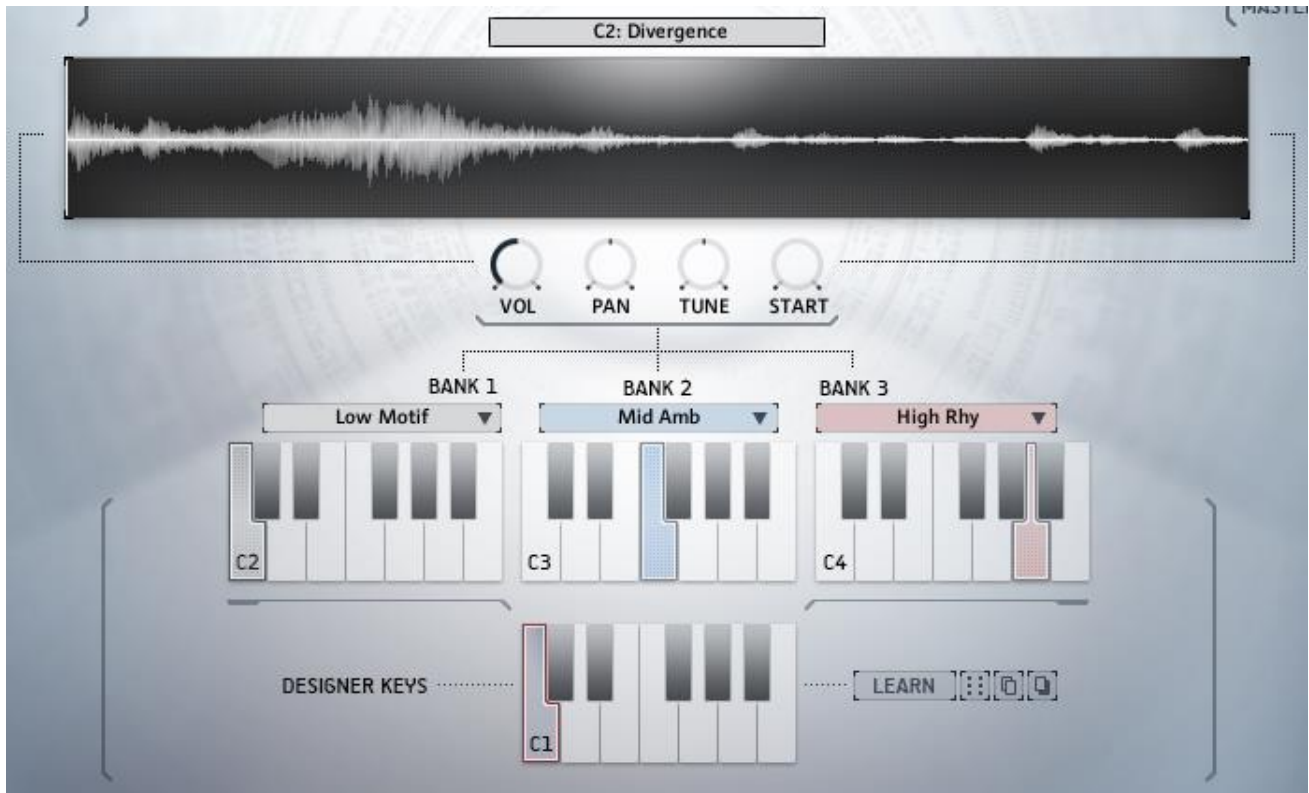 C2: Divergence
VOL PAN TUNE START
BANK 1 BANK 2 BANK 3
Low Motif Mid Amb High Rhy
C2 C3 C4
DESIGNER KEYS LEARN
C1